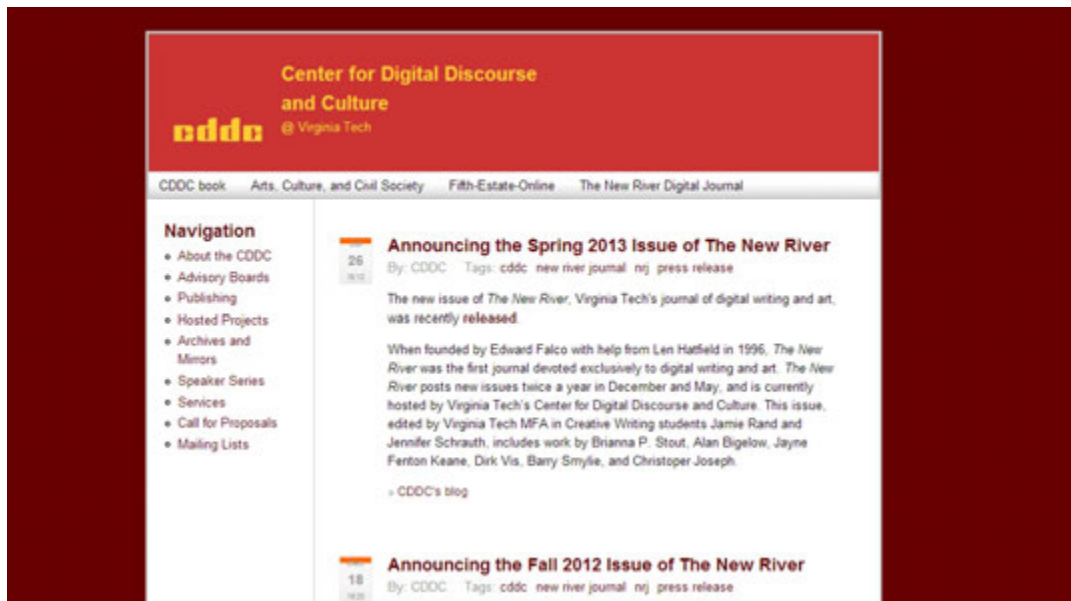 Center for Digital Discourse
and Culture
@ Virginia Tech
cddc
CDDC book Arts, Culture, and Civil Society Fifth-Estate-Online The New River Digital Journal
Navigation
About the CDDC
Advisory Boards
Publishing
Hosted Projects
Archives and
Mirrors
Speaker Series
Services
Call for Proposals
Mailing Lists
26
Announcing the Spring 2013 Issue of The New River
By: CDDC Tags: cddc new river journal nrj press release
The new issue of The New River, Virginia Tech's journal of digital writing and art,
was recently released.
When founded by Edward Falco with help from Len Hatfield in 1996, The New
River was the first journal devoted exclusively to digital writing and art. The New
River posts new issues twice a year in December and May, and is currently
hosted by Virginia Tech's Center for Digital Discourse and Culture. This issue,
edited by Virginia Tech MFA in Creative Writing students Jamie Rand and
Jennifer Schrauth, includes work by Brianna P. Stout, Alan Bigelow, Jayne
Fenton Keane, Dirk Vis, Barry Smylie, and Christoper Joseph.
» CDDC's blog
18
Announcing the Fall 2012 Issue of The New River
By: CDDC Tags: cddc new river journal nrj press release